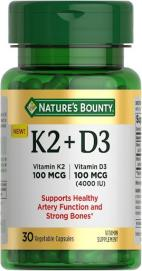 NATURE'S BOUNTY®
NEW!
K2+D3
Vitamin K2 Vitamin D3
100 MCG 100 MCG
(4000 IU)
Supports Healthy
Artery Function and
Strong Bones*
30 Vegetable Capsules
VITAMIN
SUPPLEMENT